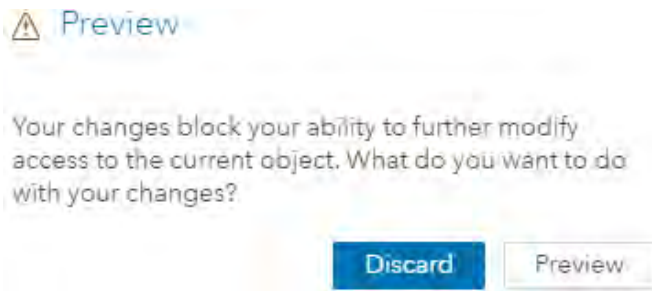 Preview
Your changes block your ability to further modify
access to the current object. What do you want to do
with your changes?
Discard Preview